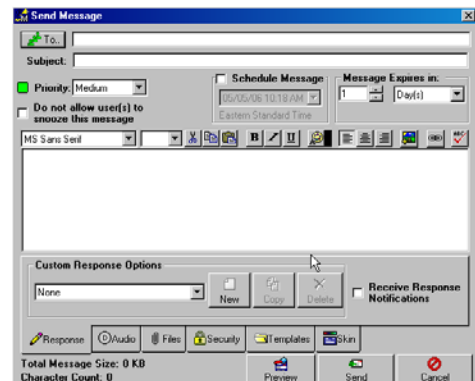 Send Message
To..
Subject:
Priority: Medium
Schedule Message
Message Expires in:
05/05/06 10:18 AM
1
Day(s)
Do not allow user(s) to
snooze this message
Eastern Standard Time
MS Sans Serif
B I U
Custom Response Options
None
New
Copy
Delete
Receive Response
Notifications
Response
Audio
Files
Security
Templates
Skin
Total Message Size: 0 KB
Character Count: 0
Preview
Send
Cancel